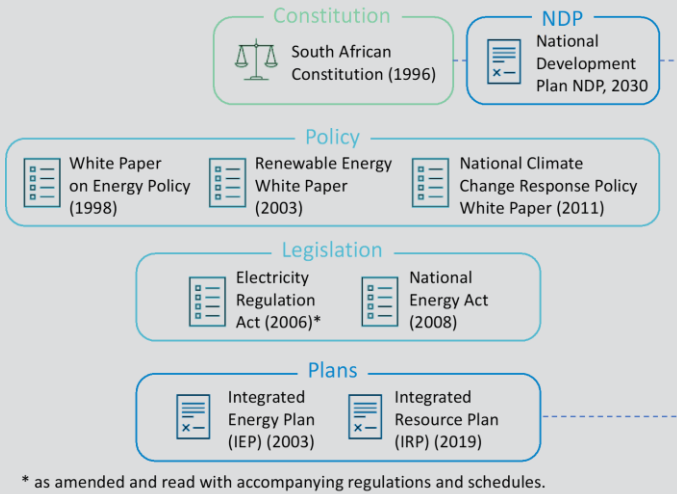 Constitution
South African
Constitution (1996)
NDP
National
Development
Plan NDP, 2030
Policy
White Paper
on Energy Policy
(1998)
Renewable Energy
White Paper
(2003)
National Climate
Change Response Policy
White Paper (2011)
Legislation
Electricity
Regulation
Act (2006)*
National
Energy Act
(2008)
Plans
Integrated
Energy Plan
(IEP) (2003)
Integrated
Resource Plan
(IRP) (2019)
* as amended and read with accompanying regulations and schedules.